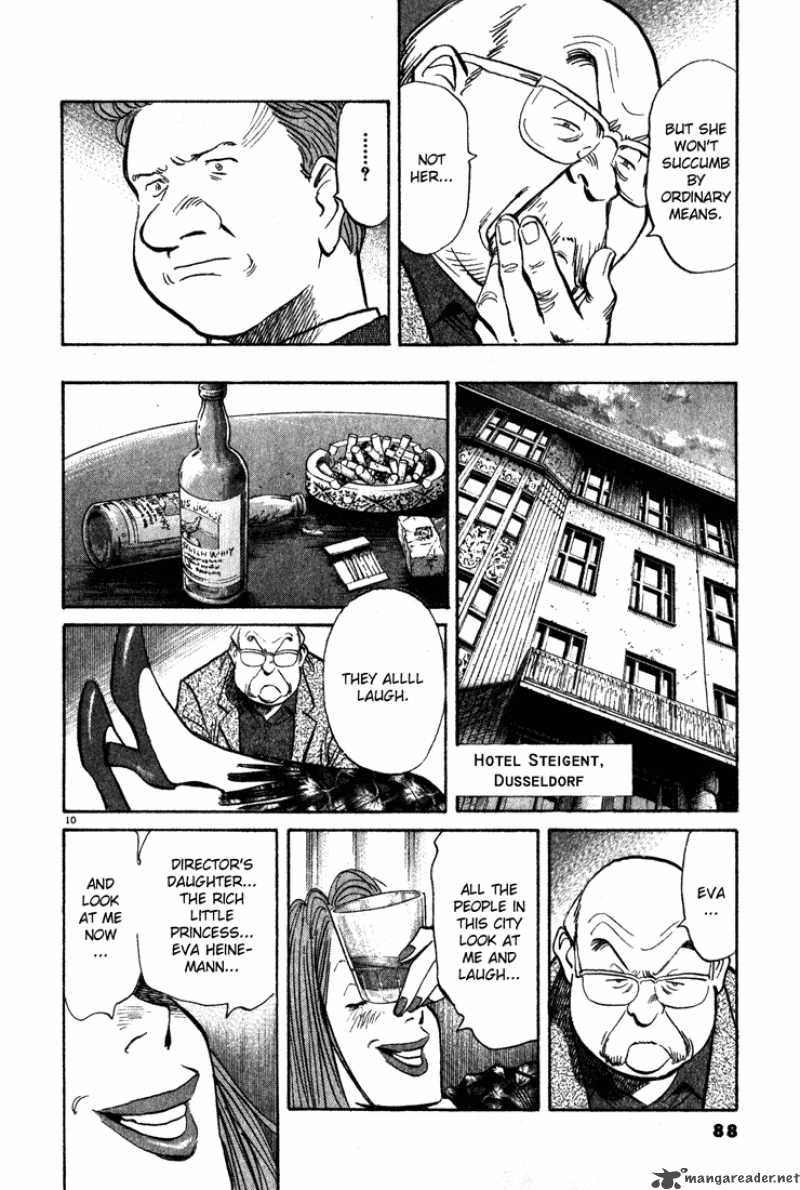 BUT SHE
WON'T
SUCCUMB
BY
ORDINARY
MEANS.
NOT
HER...
......?
HOTEL STEIGENT,
DUSSELDORF
THEY ALLLL
LAUGH.
10
EVA
...
ALL THE
PEOPLE IN
THIS CITY
LOOK AT
ME AND
LAUGH...
DIRECTOR'S
DAUGHTER...
THE RICH
LITTLE
PRINCESS...
EVA HEINE-
MANN...
AND
LOOK
AT ME
NOW
...
88
mangareader.net